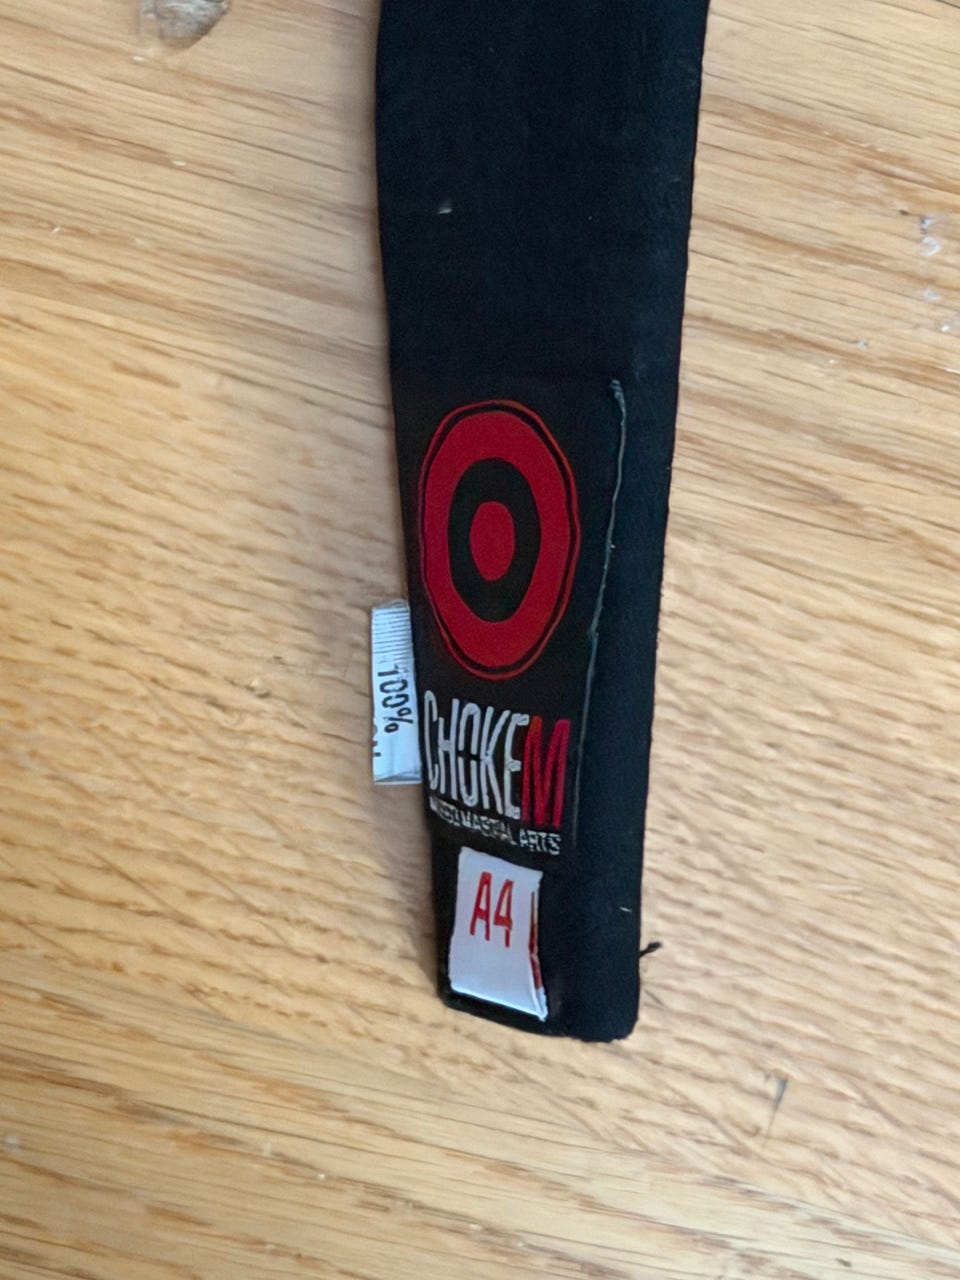 100%
CHOKEM
MIXED MARTIAL ARTS
A4